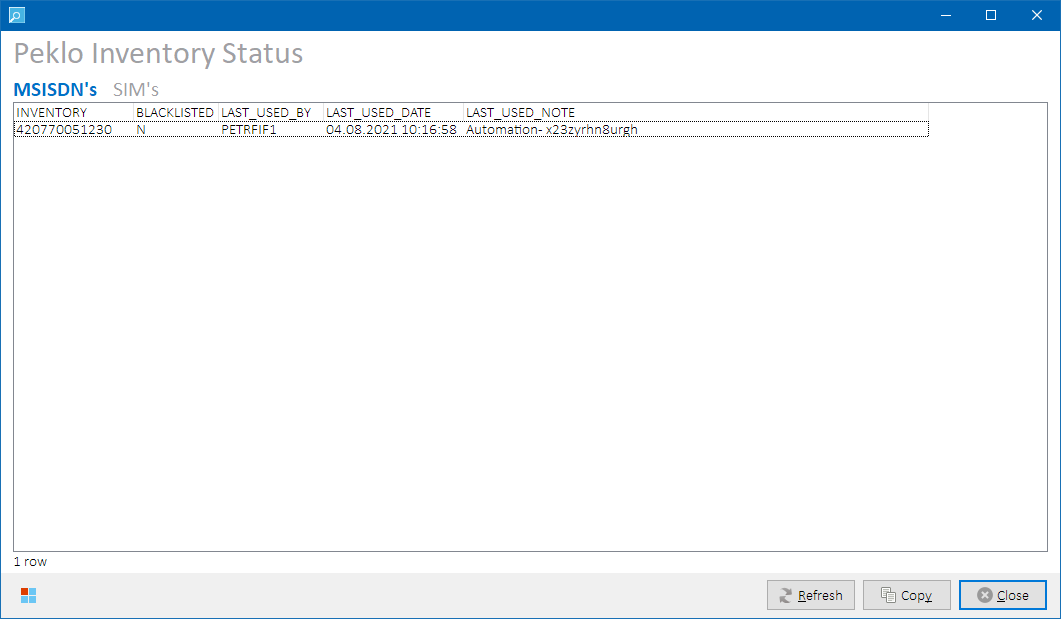 Peklo Inventory Status
MSISDN's SIM's
INVENTORY BLACKLISTED LAST_USED_BY LAST_USED_DATE LAST_USED_NOTE
420770051230 N PETRFIF1 04.08.2021 10:16:58 Automation- x23zyrhn8urgh
1 row
Refresh Copy Close